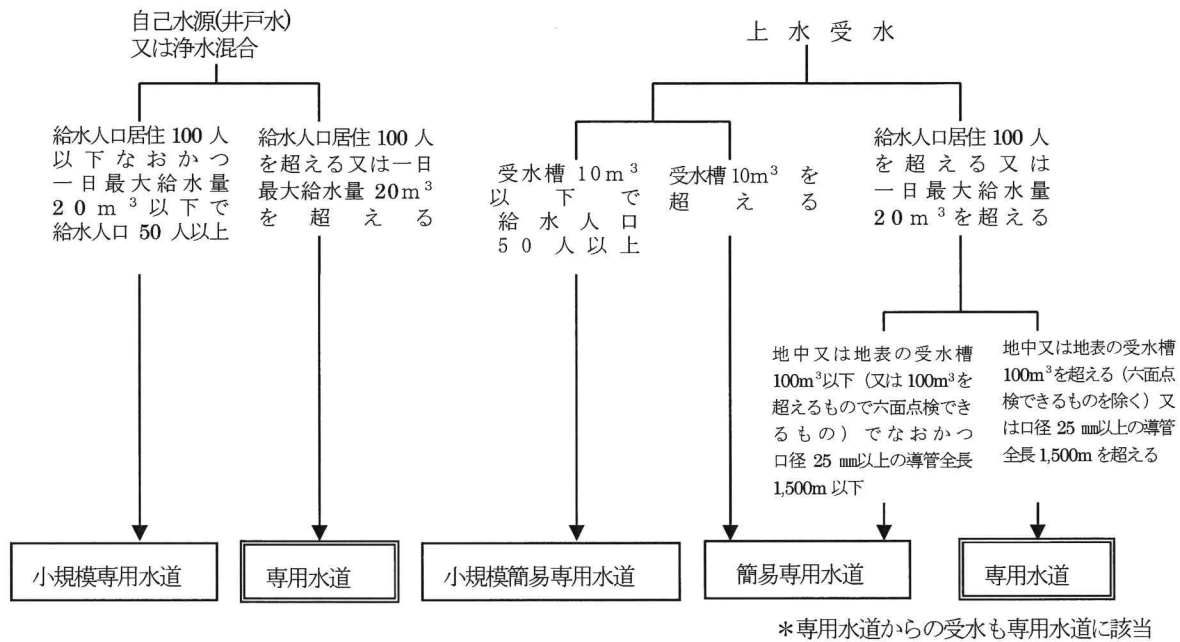 自己水源(井戸水)
又は浄水混合
上水受水
給水人口居住 100 人
以下なおかつ
一日最大給水量
20m³以下で
給水人口 50 人以上
給水人口居住 100 人
を超える又は一日
最大給水量 20m³
を超える
受水槽 10m³
以下で
給水人口
50人以上
受水槽 10m³ を
超える
給水人口居住 100 人
を超える又は
一日最大給水量
20m³を超える
地中又は地表の受水槽
100m³以下（又は 100m³を
超えるもので六面点検でき
るもの）でなおかつ
口径 25 ㎜以上の導管全長
1,500m 以下
地中又は地表の受水槽
100m³を超える（六面点
検できるものを除く）又
は口径 25 ㎜以上の導管
全長 1,500m を超える
小規模専用水道
専用水道
小規模簡易専用水道
簡易専用水道
専用水道
＊専用水道からの受水も専用水道に該当